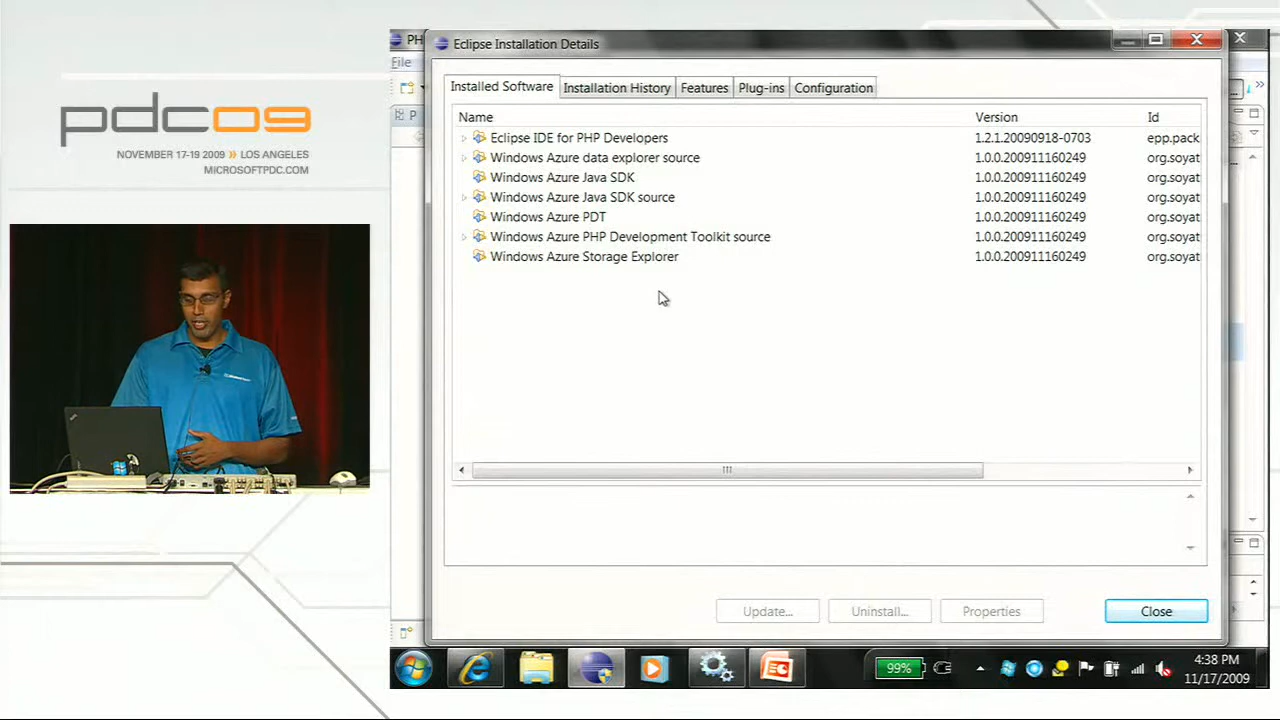 pdc09
NOVEMBER 17-19 2009 » LOS ANGELES
MICROSOFTPDC.COM
PH
Eclipse Installation Details
File
Installed Software Installation History Features Plug-ins Configuration
P
Name Version Id
Eclipse IDE for PHP Developers 1.2.1.20090918-0703 epp.pack
Windows Azure data explorer source 1.0.0.200911160249 org.soyat
Windows Azure Java SDK 1.0.0.200911160249 org.soyat
Windows Azure Java SDK source 1.0.0.200911160249 org.soyat
Windows Azure PDT 1.0.0.200911160249 org.soyat
Windows Azure PHP Development Toolkit source 1.0.0.200911160249 org.soyat
Windows Azure Storage Explorer 1.0.0.200911160249 org.soyat
Update... Uninstall... Properties Close
99%
4:38 PM
11/17/2009